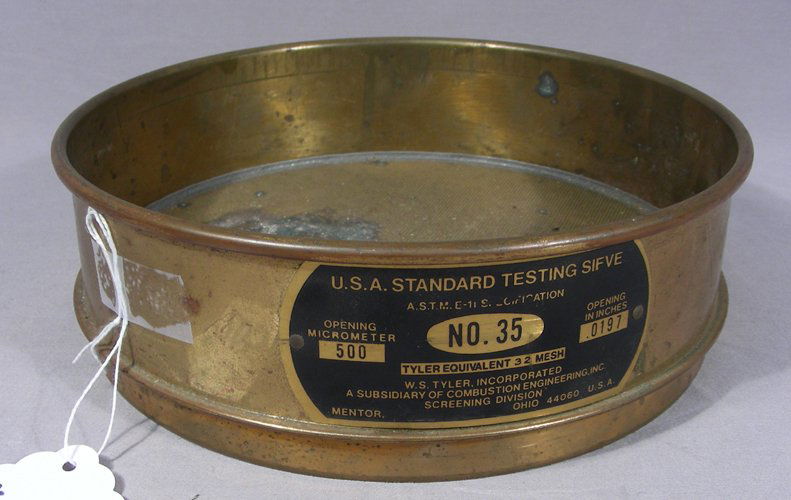 U.S.A. STANDARD TESTING SIEVE
A.S.T.M. E-11
OPENING
MICROMETER
500
NO. 35
OPENING
IN INCHES
.0197
TYLER EQUIVALENT 32 MESH
W.S. TYLER, INCORPORATED
A SUBSIDIARY OF COMBUSTION ENGINEERING, INC.
SCREENING DIVISION
MENTOR, OHIO 44060 U.S.A.